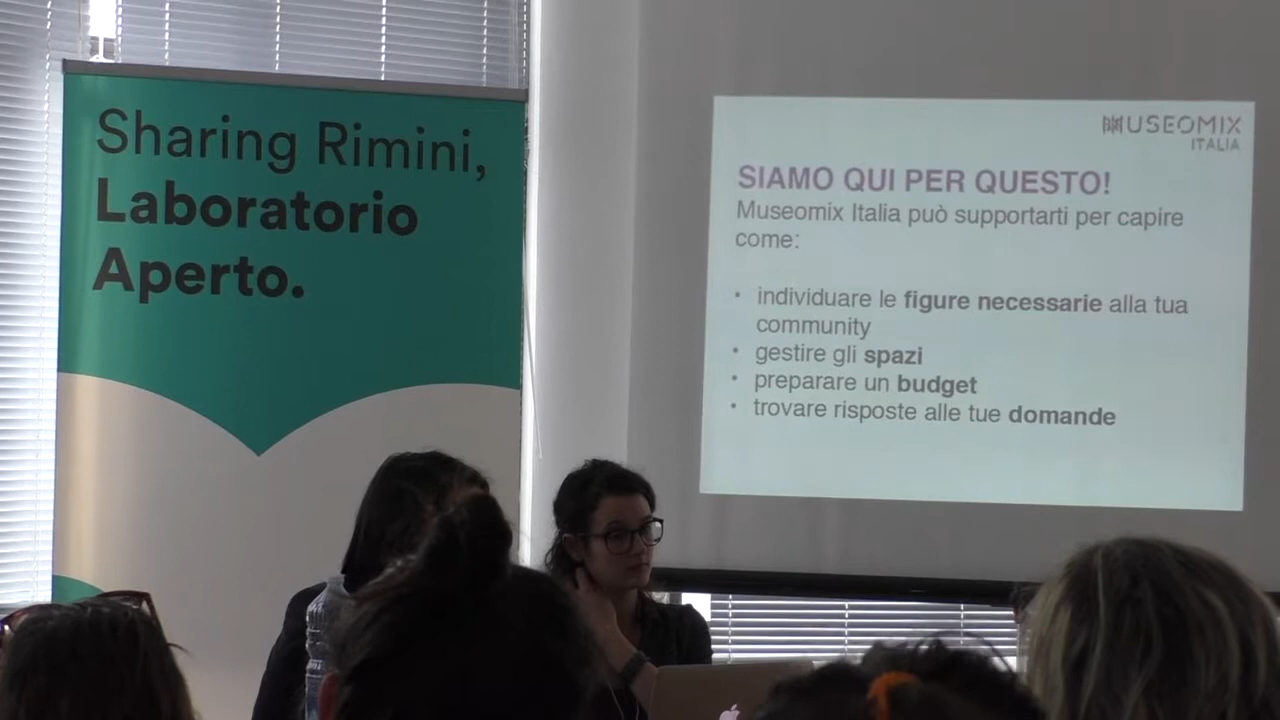 Sharing Rimini,
Laboratorio
Aperto.
MUSEOMIX
ITALIA
SIAMO QUI PER QUESTO!
Museomix Italia può supportarti per capire
come:
• individuare le figure necessarie alla tua
community
• gestire gli spazi
• preparare un budget
• trovare risposte alle tue domande